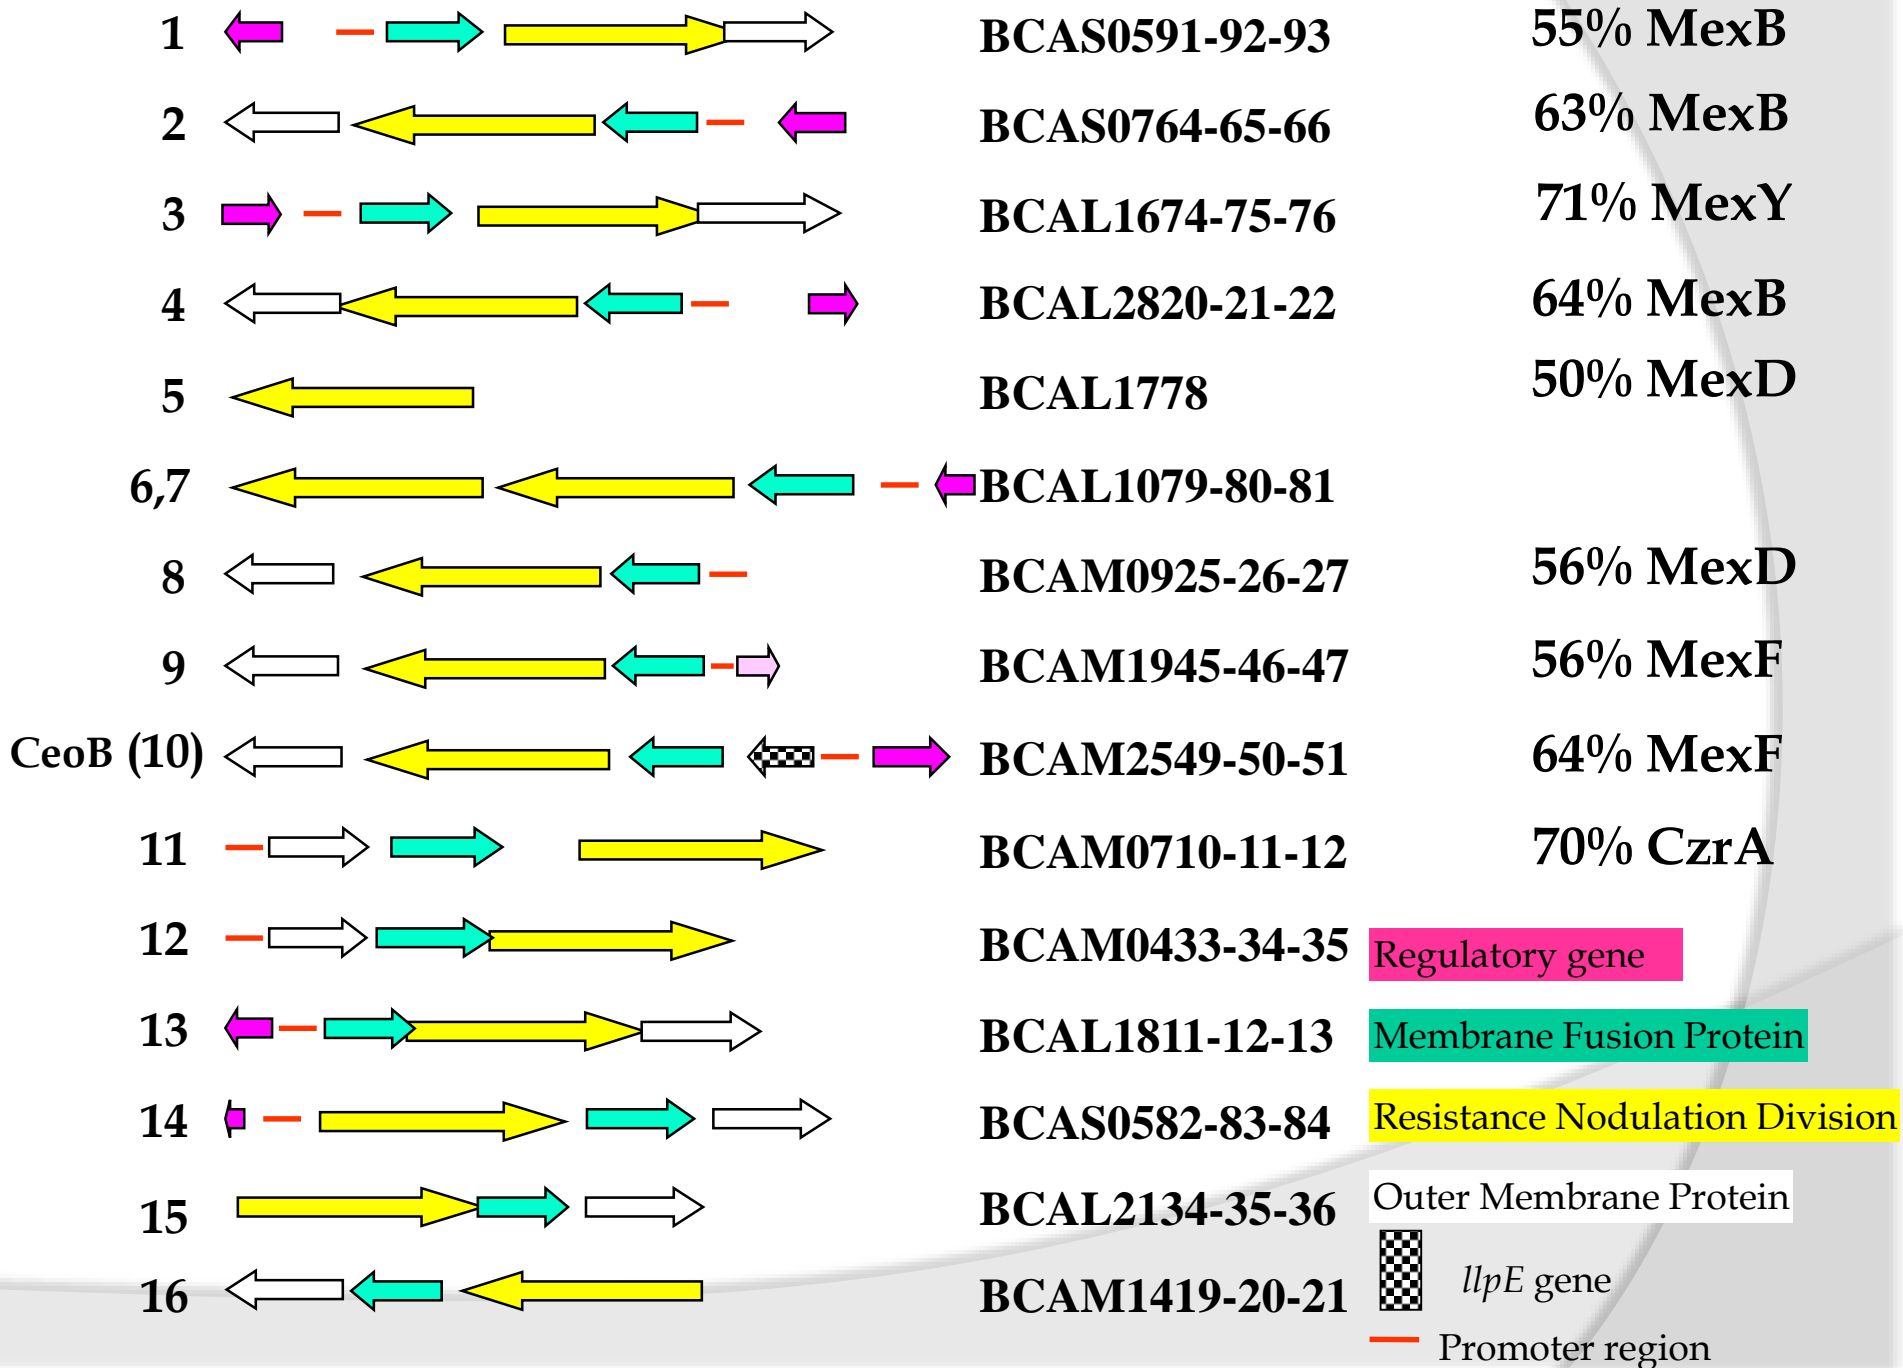 1 BCAS0591-92-93 55% MexB
2 BCAS0764-65-66 63% MexB
3 BCAL1674-75-76 71% MexY
4 BCAL2820-21-22 64% MexB
5 BCAL1778 50% MexD
6,7 BCAL1079-80-81
8 BCAM0925-26-27 56% MexD
9 BCAM1945-46-47 56% MexF
CeoB (10) BCAM2549-50-51 64% MexF
11 BCAM0710-11-12 70% CzrA
12 BCAM0433-34-35 Regulatory gene
13 BCAL1811-12-13 Membrane Fusion Protein
14 BCAS0582-83-84 Resistance Nodulation Division
15 BCAL2134-35-36 Outer Membrane Protein
16 BCAM1419-20-21 llpE gene
Promoter region